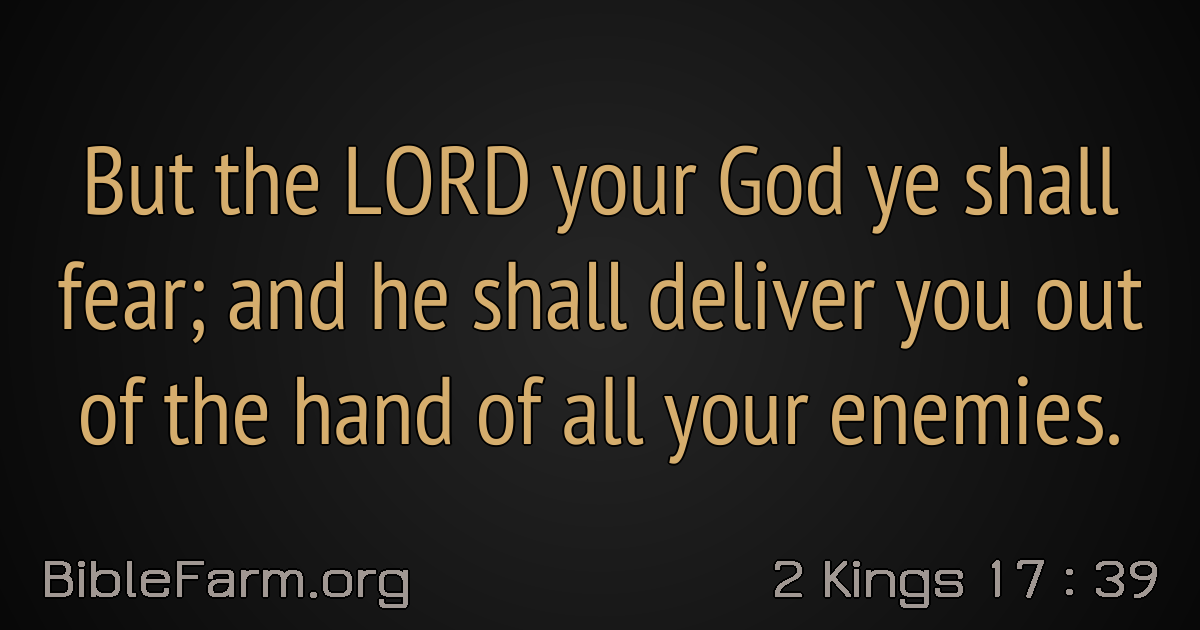 But the LORD your God ye shall
fear; and he shall deliver you out
of the hand of all your enemies.
BibleFarm.org
2 Kings 17 : 39